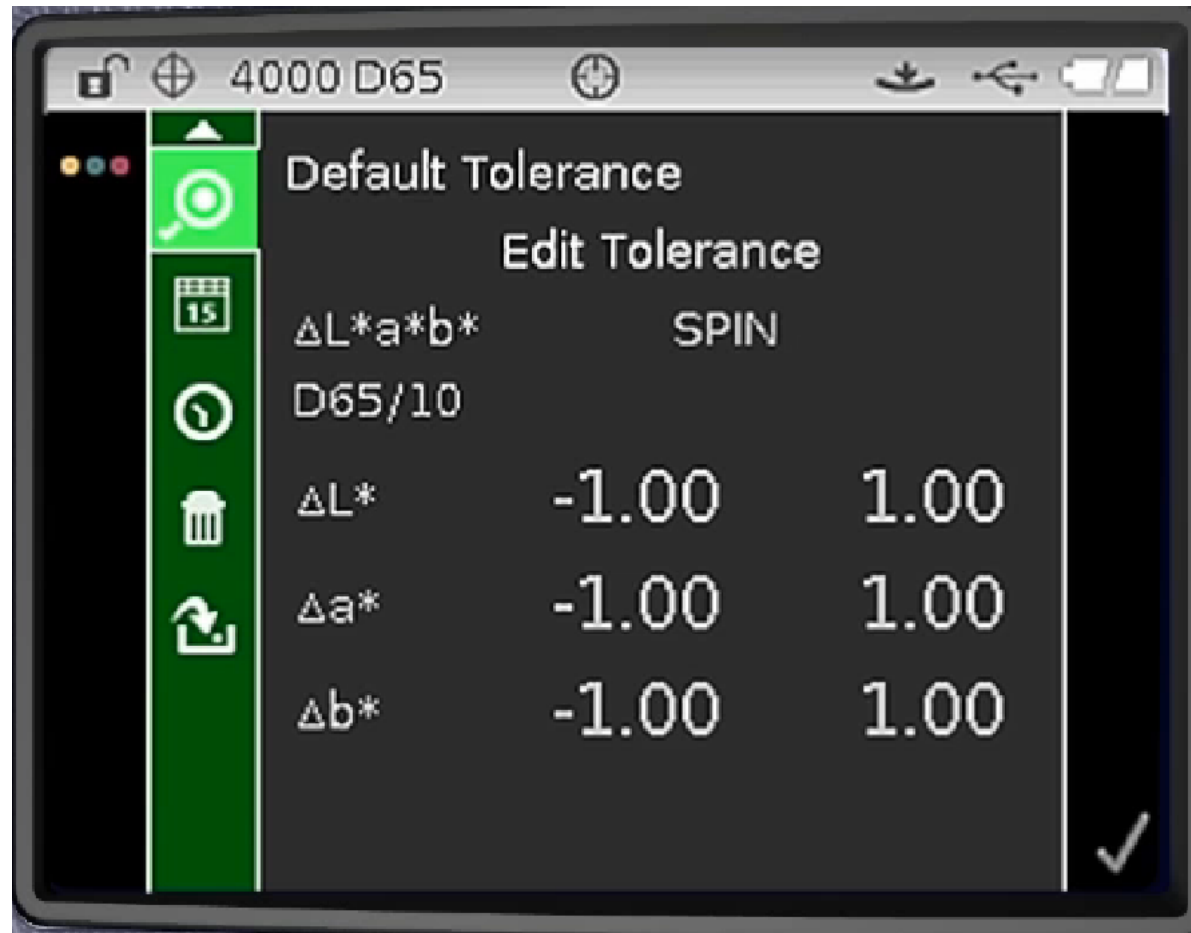 4000 D65
Default Tolerance
Edit Tolerance
15
ΔL*a*b* SPIN
D65/10
ΔL* -1.00 1.00
Δa* -1.00 1.00
Δb* -1.00 1.00